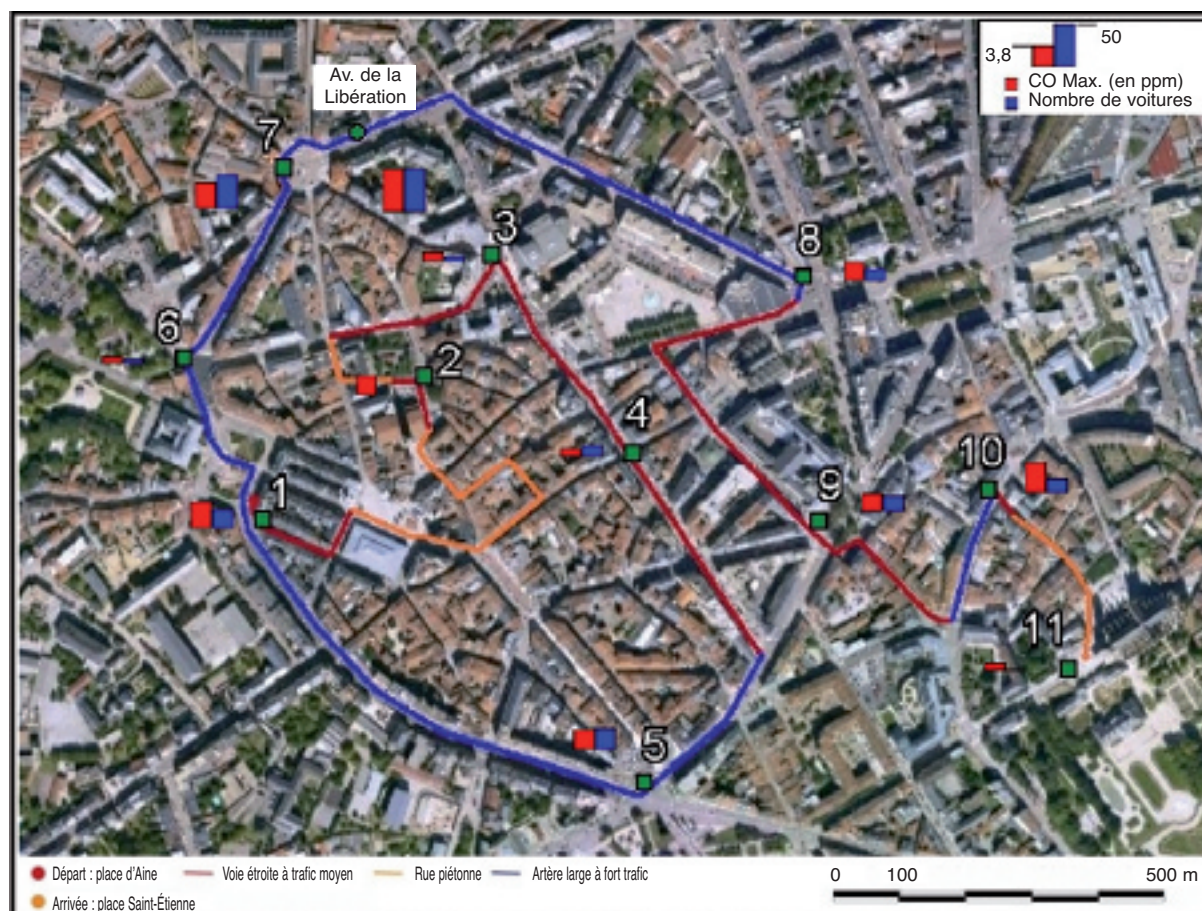 50
3,8
CO Max. (en ppm)
Nombre de voitures
Av. de la
Libération
7
3
8
6
2
4
10
1
9
11
5
Départ : place d'Aine
Voie étroite à trafic moyen
Rue piétonne
Artère large à fort trafic
0
100
500 m
Arrivée : place Saint-Étienne